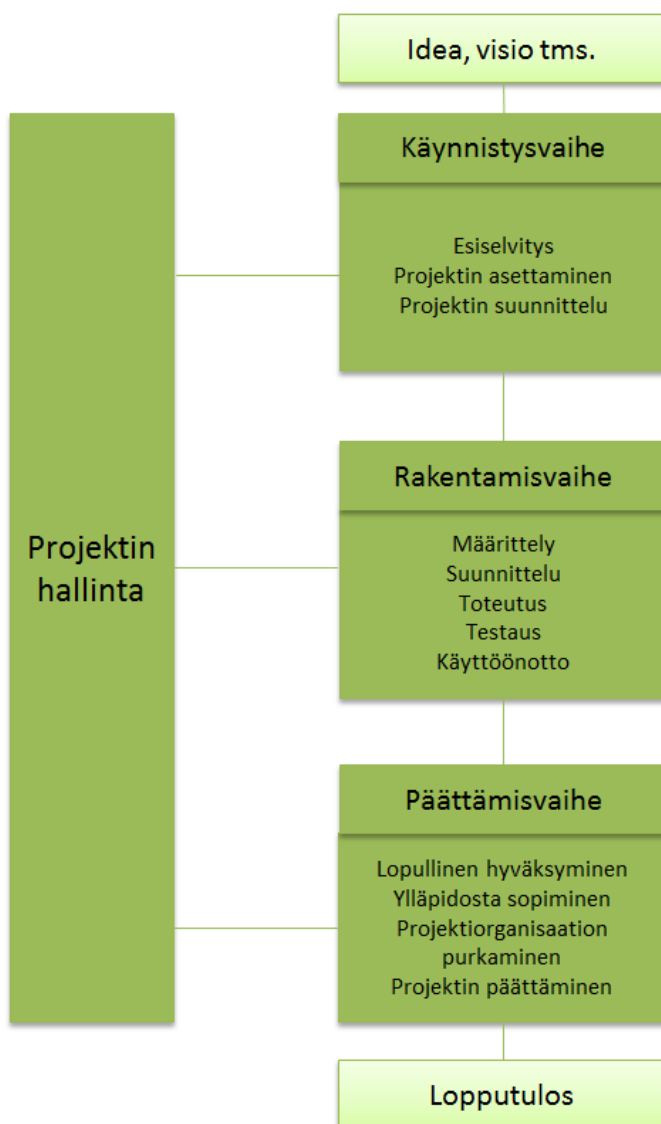 Idea, visio tms.
Käynnistysvaihe
Esiselvitys
Projektin asettaminen
Projektin suunnittelu
Projektin
hallinta
Rakentamisvaihe
Määrittely
Suunnittelu
Toteutus
Testaus
Käyttöönotto
Päättämisvaihe
Lopullinen hyväksyminen
Ylläpidosta sopiminen
Projektiorganisaation
purkaminen
Projektin päättäminen
Lopputulos